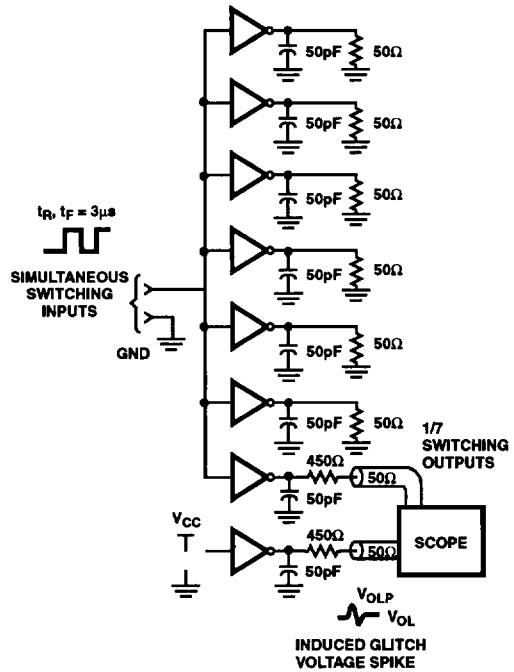 50pF 50Ω
50pF 50Ω
50pF 50Ω
tR, tF = 3µs
50pF 50Ω
SIMULTANEOUS
SWITCHING
INPUTS
GND
50pF 50Ω
50pF 50Ω
1/7
SWITCHING
OUTPUTS
450Ω
50Ω
50pF
VCC
450Ω
50Ω
50pF
SCOPE
VOLP
VOL
INDUCED GLITCH
VOLTAGE SPIKE